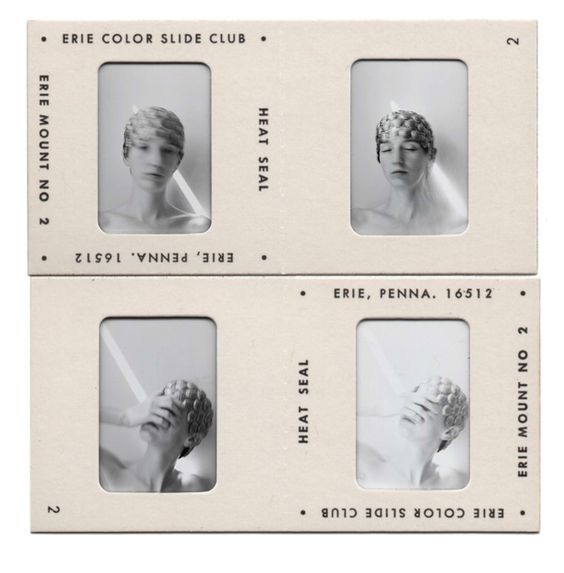 • ERIE COLOR SLIDE CLUB •
2
ERIE MOUNT NO 2
HEAT SEAL
ERIE, PENNA. 16512 •
• ERIE, PENNA. 16512 •
HEAT SEAL
ERIE MOUNT NO 2
2
• ERIE COLOR SLIDE CLUB •